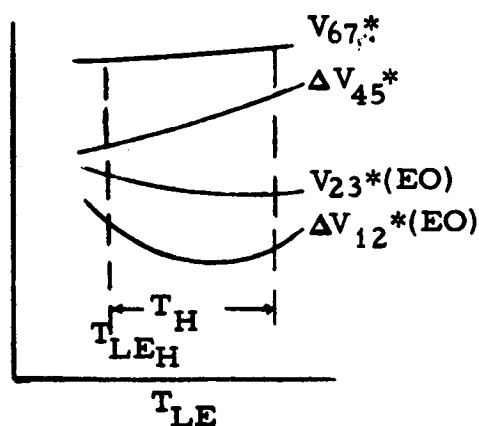 V67*
ΔV45*
V23*(EO)
ΔV12*(EO)
TH
TLEH
TLE